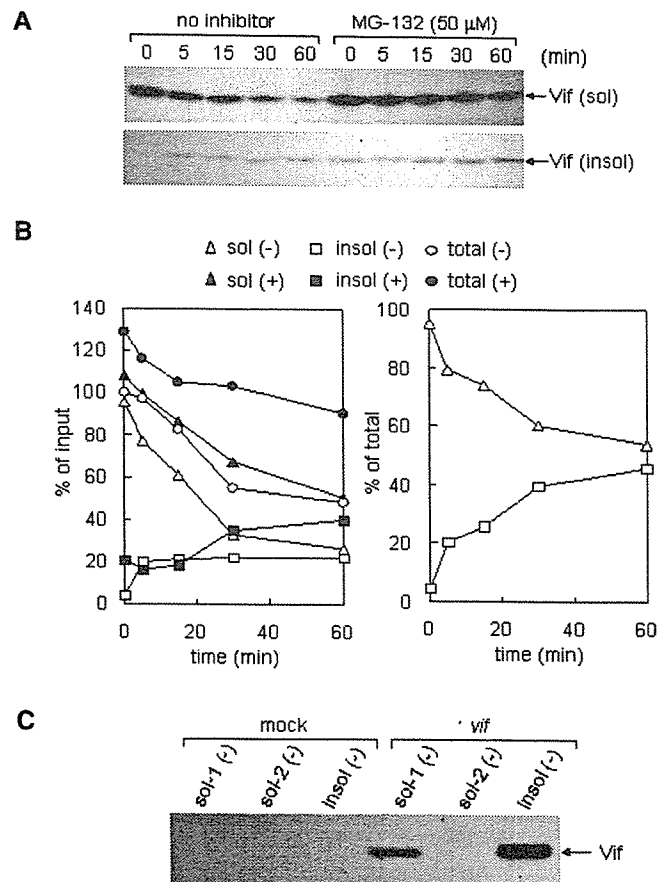 A
no inhibitor MG-132 (50 µM)
0 5 15 30 60 0 5 15 30 60 (min)
Vif (sol)
Vif (insol)
B
sol (-) insol (-) total (-)
sol (+) insol (+) total (+)
140
120
100
80
60
40
20
0
% of input
0 20 40 60
time (min)
100
80
60
40
20
0
% of total
0 20 40 60
time (min)
C
mock vif
sol-1 (-) sol-2 (-) insol (-) sol-1 (-) sol-2 (-) insol (-)
Vif